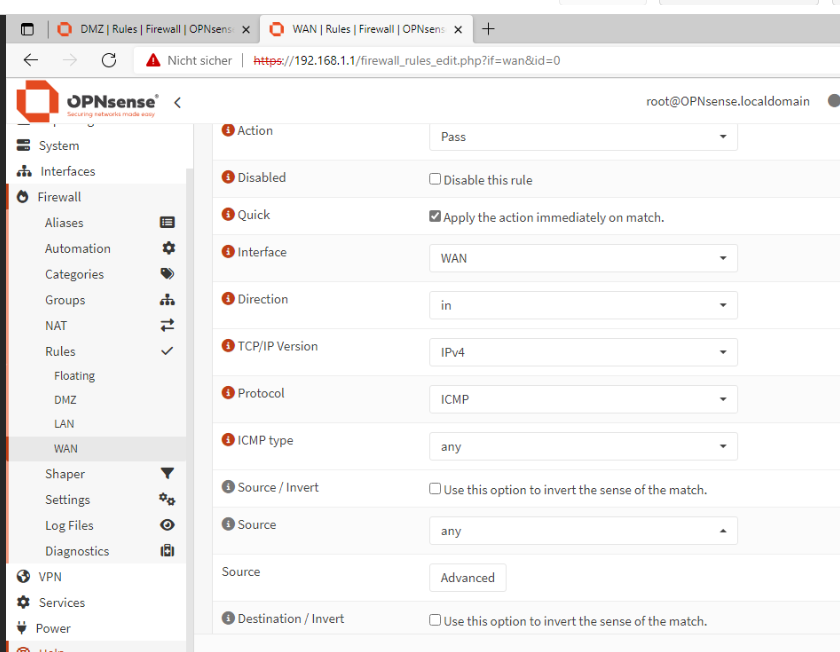 DMZ | Rules | Firewall | OPNsens
WAN | Rules | Firewall | OPNsens
Nicht sicher | https://192.168.1.1/firewall_rules_edit.php?if=wan&id=0
OPNsense®
Securing networks made easy
root@OPNsense.localdomain
System
Interfaces
Firewall
Aliases
Automation
Categories
Groups
NAT
Rules
Floating
DMZ
LAN
WAN
Shaper
Settings
Log Files
Diagnostics
VPN
Services
Power
Action
Pass
Disabled
Disable this rule
Quick
Apply the action immediately on match.
Interface
WAN
Direction
in
TCP/IP Version
IPv4
Protocol
ICMP
ICMP type
any
Source / Invert
Use this option to invert the sense of the match.
Source
any
Source
Advanced
Destination / Invert
Use this option to invert the sense of the match.